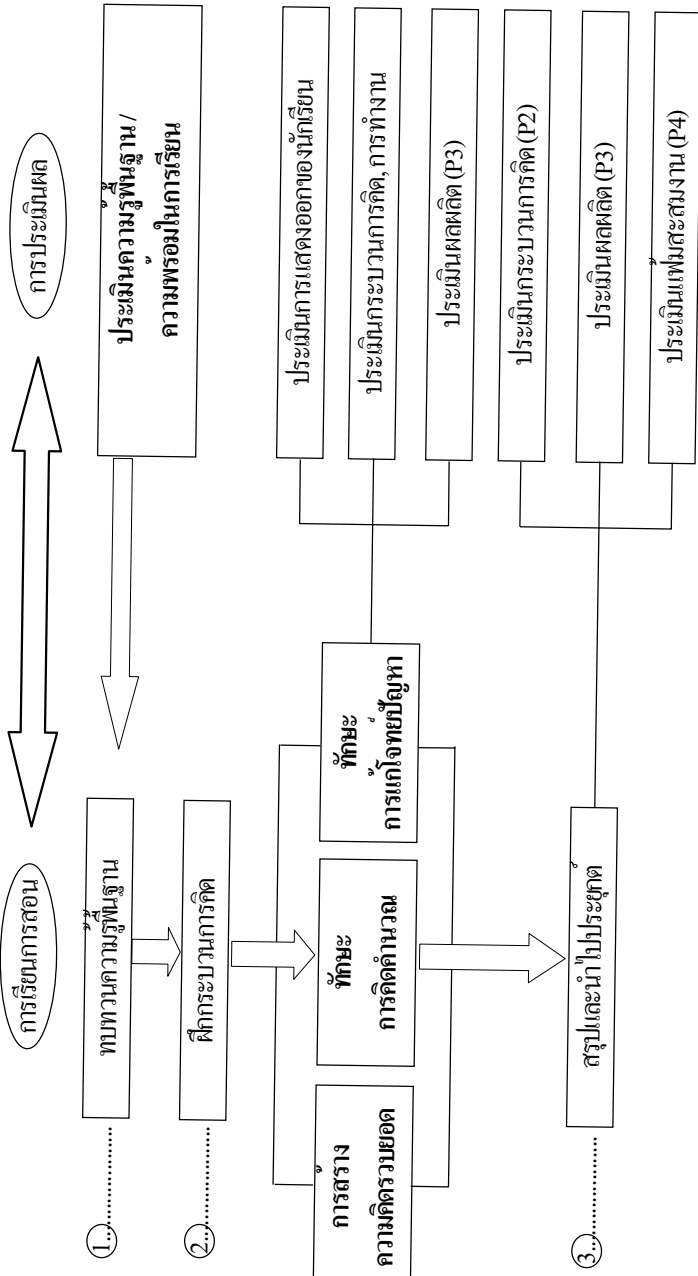 การเรียนการสอน
การประเมินผล
1..............
ทบทวนความรู้พื้นฐาน
ประเมินความรู้พื้นฐาน /
ความพร้อมในการเรียน
2..............
ฝึกกระบวนการคิด
การสร้าง
ความคิดรวบยอด
ทักษะ
การคิดคำนวณ
ทักษะ
การแก้โจทย์ปัญหา
ประเมินการแสดงออกของนักเรียน
ประเมินกระบวนการคิด, การทำงาน
ประเมินผลผลิต (P3)
3..............
สรุปและนำไปประยุกต์
ประเมินกระบวนการคิด (P2)
ประเมินผลผลิต (P3)
ประเมินแฟ้มสะสมงาน (P4)